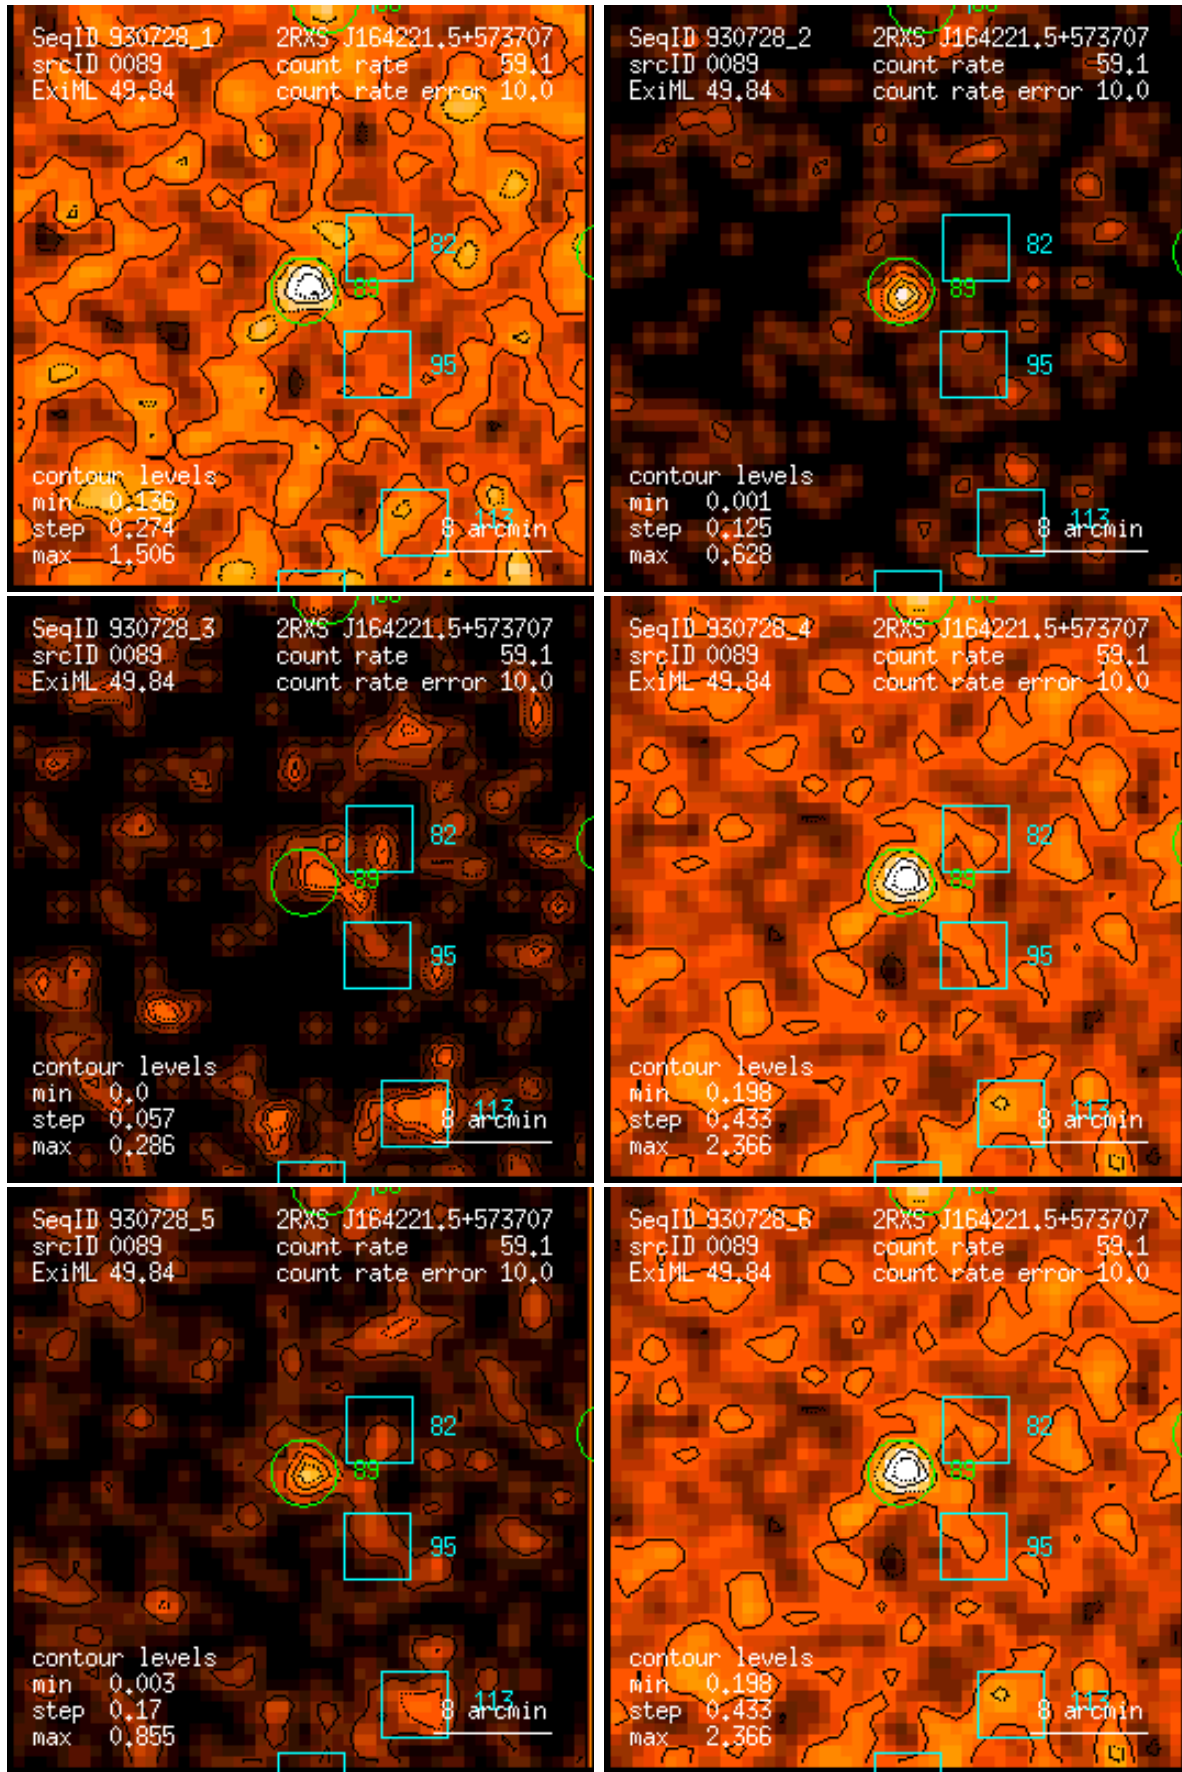 SeqID 930728_1 2RXS J164221.5+573707
srcID 0089 count rate 59.1
ExiML 49.84 count rate error 10.0
82
89
95
contour levels
min 0.136
step 0.274 113 8 arcmin
max 1.506
SeqID 930728_2 2RXS J164221.5+573707
srcID 0089 count rate 59.1
ExiML 49.84 count rate error 10.0
82
89
95
contour levels
min 0.001
step 0.125 113 8 arcmin
max 0.628
SeqID 930728_3 2RXS J164221.5+573707
srcID 0089 count rate 59.1
ExiML 49.84 count rate error 10.0
82
89
95
contour levels
min 0.0
step 0.057 113 8 arcmin
max 0.286
SeqID 930728_4 2RXS J164221.5+573707
srcID 0089 count rate 59.1
ExiML 49.84 count rate error 10.0
82
89
95
contour levels
min 0.198
step 0.433 113 8 arcmin
max 2.366
SeqID 930728_5 2RXS J164221.5+573707
srcID 0089 count rate 59.1
ExiML 49.84 count rate error 10.0
82
89
95
contour levels
min 0.003
step 0.17 113 8 arcmin
max 0.855
SeqID 930728_6 2RXS J164221.5+573707
srcID 0089 count rate 59.1
ExiML 49.84 count rate error 10.0
82
89
95
contour levels
min 0.198
step 0.433 113 8 arcmin
max 2.366